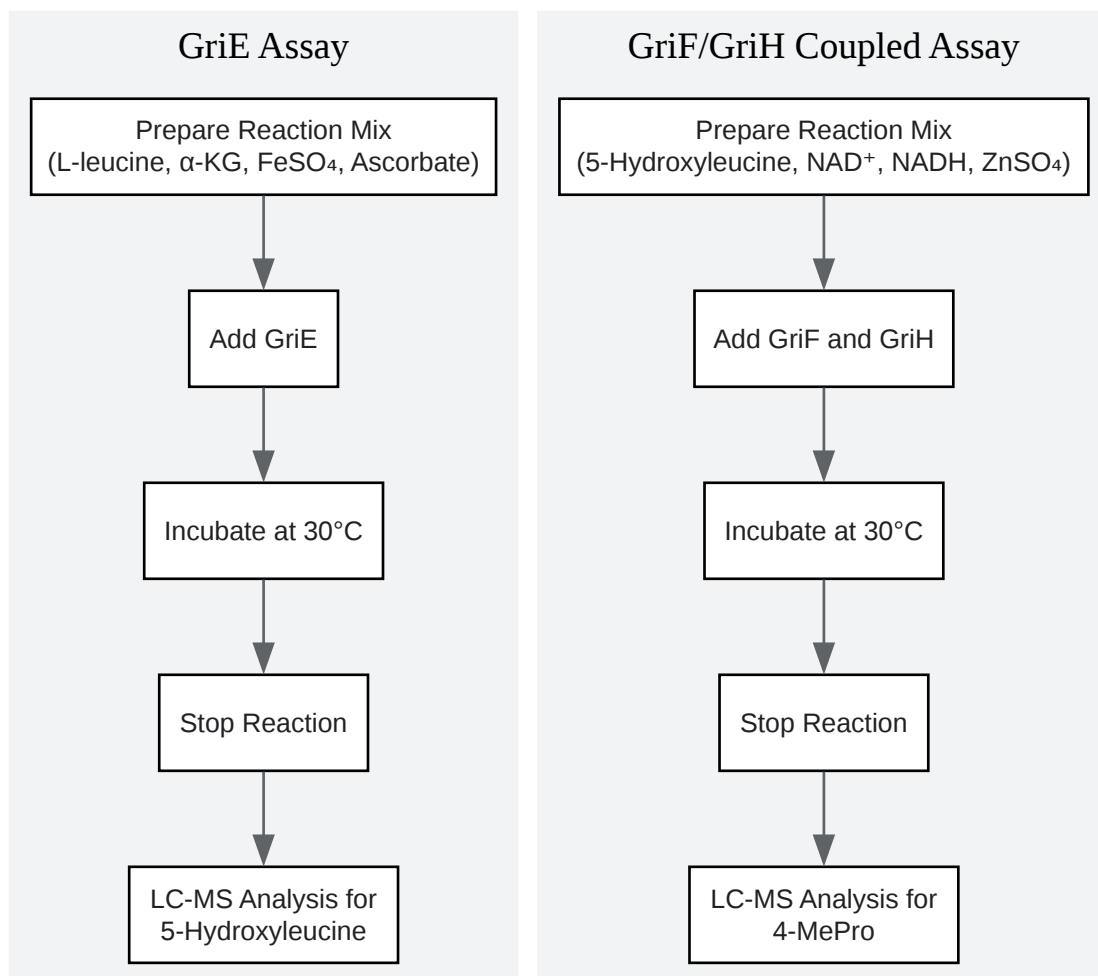 GriE Assay
Prepare Reaction Mix
(L-leucine, α-KG, FeSO₄, Ascorbate)
Add GriE
Incubate at 30°C
Stop Reaction
LC-MS Analysis for
5-Hydroxyleucine
GriF/GriH Coupled Assay
Prepare Reaction Mix
(5-Hydroxyleucine, NAD⁺, NADH, ZnSO₄)
Add GriF and GriH
Incubate at 30°C
Stop Reaction
LC-MS Analysis for
4-MePro